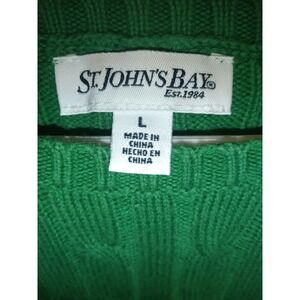 ST. JOHN'S BAY®
EST. 1984
L
MADE IN
CHINA
HECHO EN
CHINA